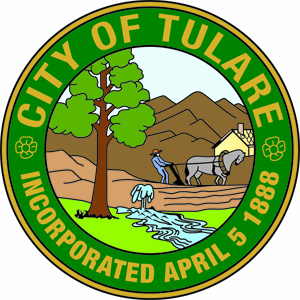 CITY OF TULARE
INCORPORATED APRIL 5 1888